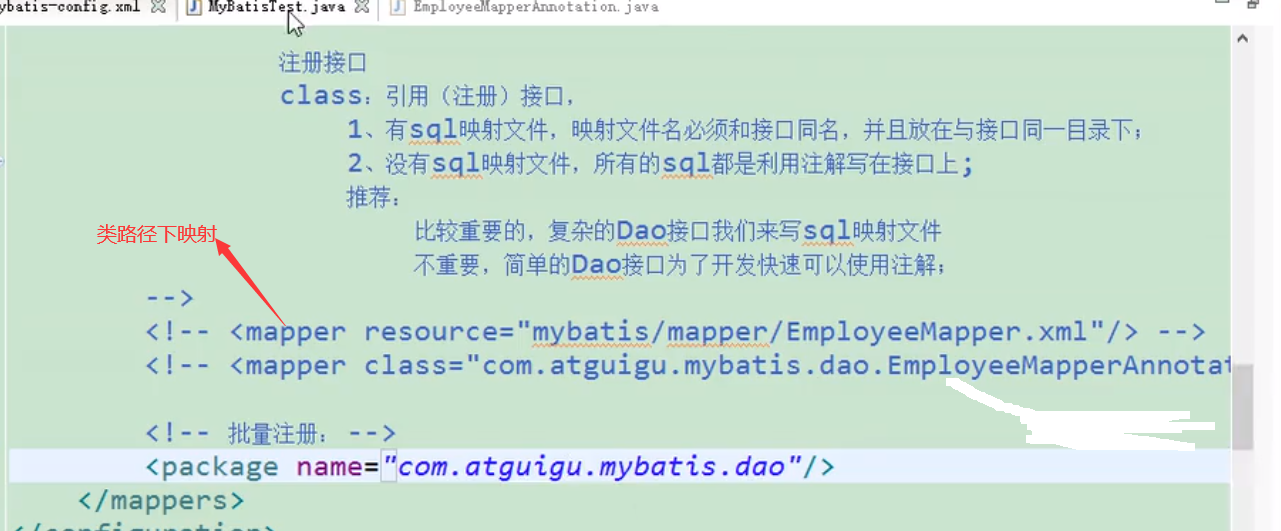 ybatis-config.xml MyBatisTest.java EmployeeMapperAnnotation.java
注册接口
class：引用（注册）接口，
1、有sql映射文件，映射文件名必须和接口同名，并且放在与接口同一目录下；
2、没有sql映射文件，所有的sql都是利用注解写在接口上；
推荐：
类路径下映射
比较重要的，复杂的Dao接口我们来写sql映射文件
不重要，简单的Dao接口为了开发快速可以使用注解；
-->
<!-- <mapper resource="mybatis/mapper/EmployeeMapper.xml"/> -->
<!-- <mapper class="com.atguigu.mybatis.dao.EmployeeMapperAnnotat
<!-- 批量注册： -->
<package name="com.atguigu.mybatis.dao"/>
</mappers>
</configuration>